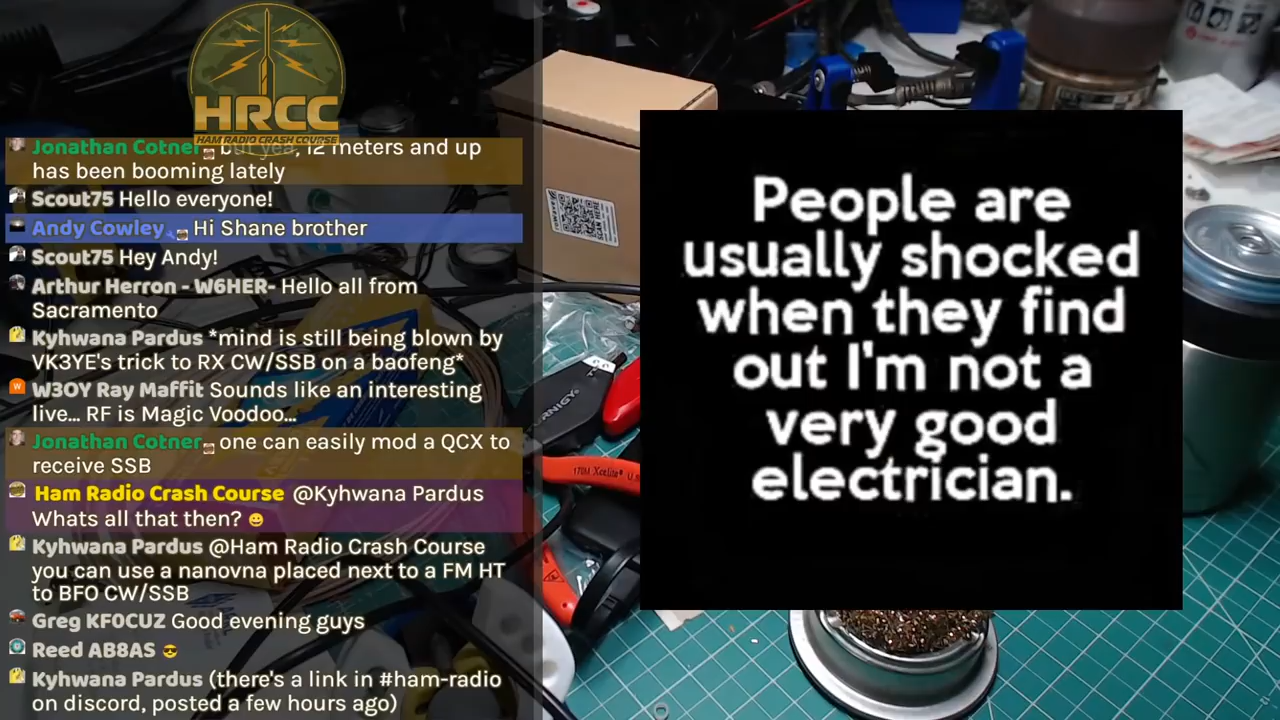 HRCC
HAM RADIO CRASH COURSE
Jonathan Cotner but yea, 12 meters and up
has been booming lately
Scout75 Hello everyone!
Andy Cowley Hi Shane brother
Scout75 Hey Andy!
Arthur Herron - W6HER- Hello all from
Sacramento
Kyhwana Pardus *mind is still being blown by
VK3YE's trick to RX CW/SSB on a baofeng*
W W3OY Ray Maffit Sounds like an interesting
live... RF is Magic Voodoo...
Jonathan Cotner one can easily mod a QCX to
receive SSB
Ham Radio Crash Course @Kyhwana Pardus
Whats all that then? 😀
Kyhwana Pardus @Ham Radio Crash Course
you can use a nanovna placed next to a FM HT
to BFO CW/SSB
Greg KF0CUZ Good evening guys
Reed AB8AS 😎
Kyhwana Pardus (there's a link in #ham-radio
on discord, posted a few hours ago)
People are
usually shocked
when they find
out I'm not a
very good
electrician.
SCAN
HERE
170M Xcelite